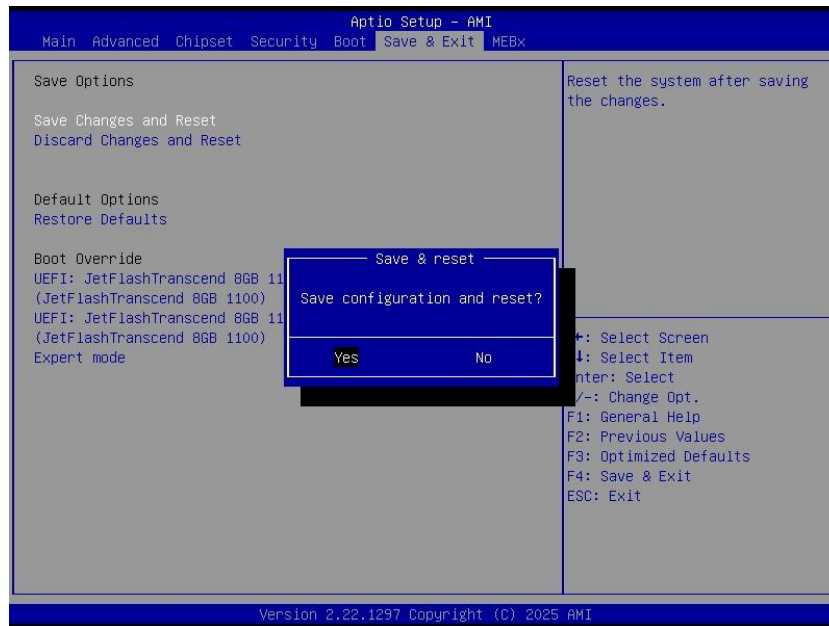 Aptio Setup - AMI
Main Advanced Chipset Security Boot Save & Exit MEBx
Save Options
Save Changes and Reset
Discard Changes and Reset
Default Options
Restore Defaults
Boot Override
UEFI: JetFlashTranscend 8GB 11
(JetFlashTranscend 8GB 1100)
UEFI: JetFlashTranscend 8GB 11
(JetFlashTranscend 8GB 1100)
Expert mode
Save & reset
Save configuration and reset?
Yes No
Reset the system after saving
the changes.
: Select Screen
: Select Item
nter: Select
/-: Change Opt.
F1: General Help
F2: Previous Values
F3: Optimized Defaults
F4: Save & Exit
ESC: Exit
Version 2.22.1297 Copyright (C) 2025 AMI